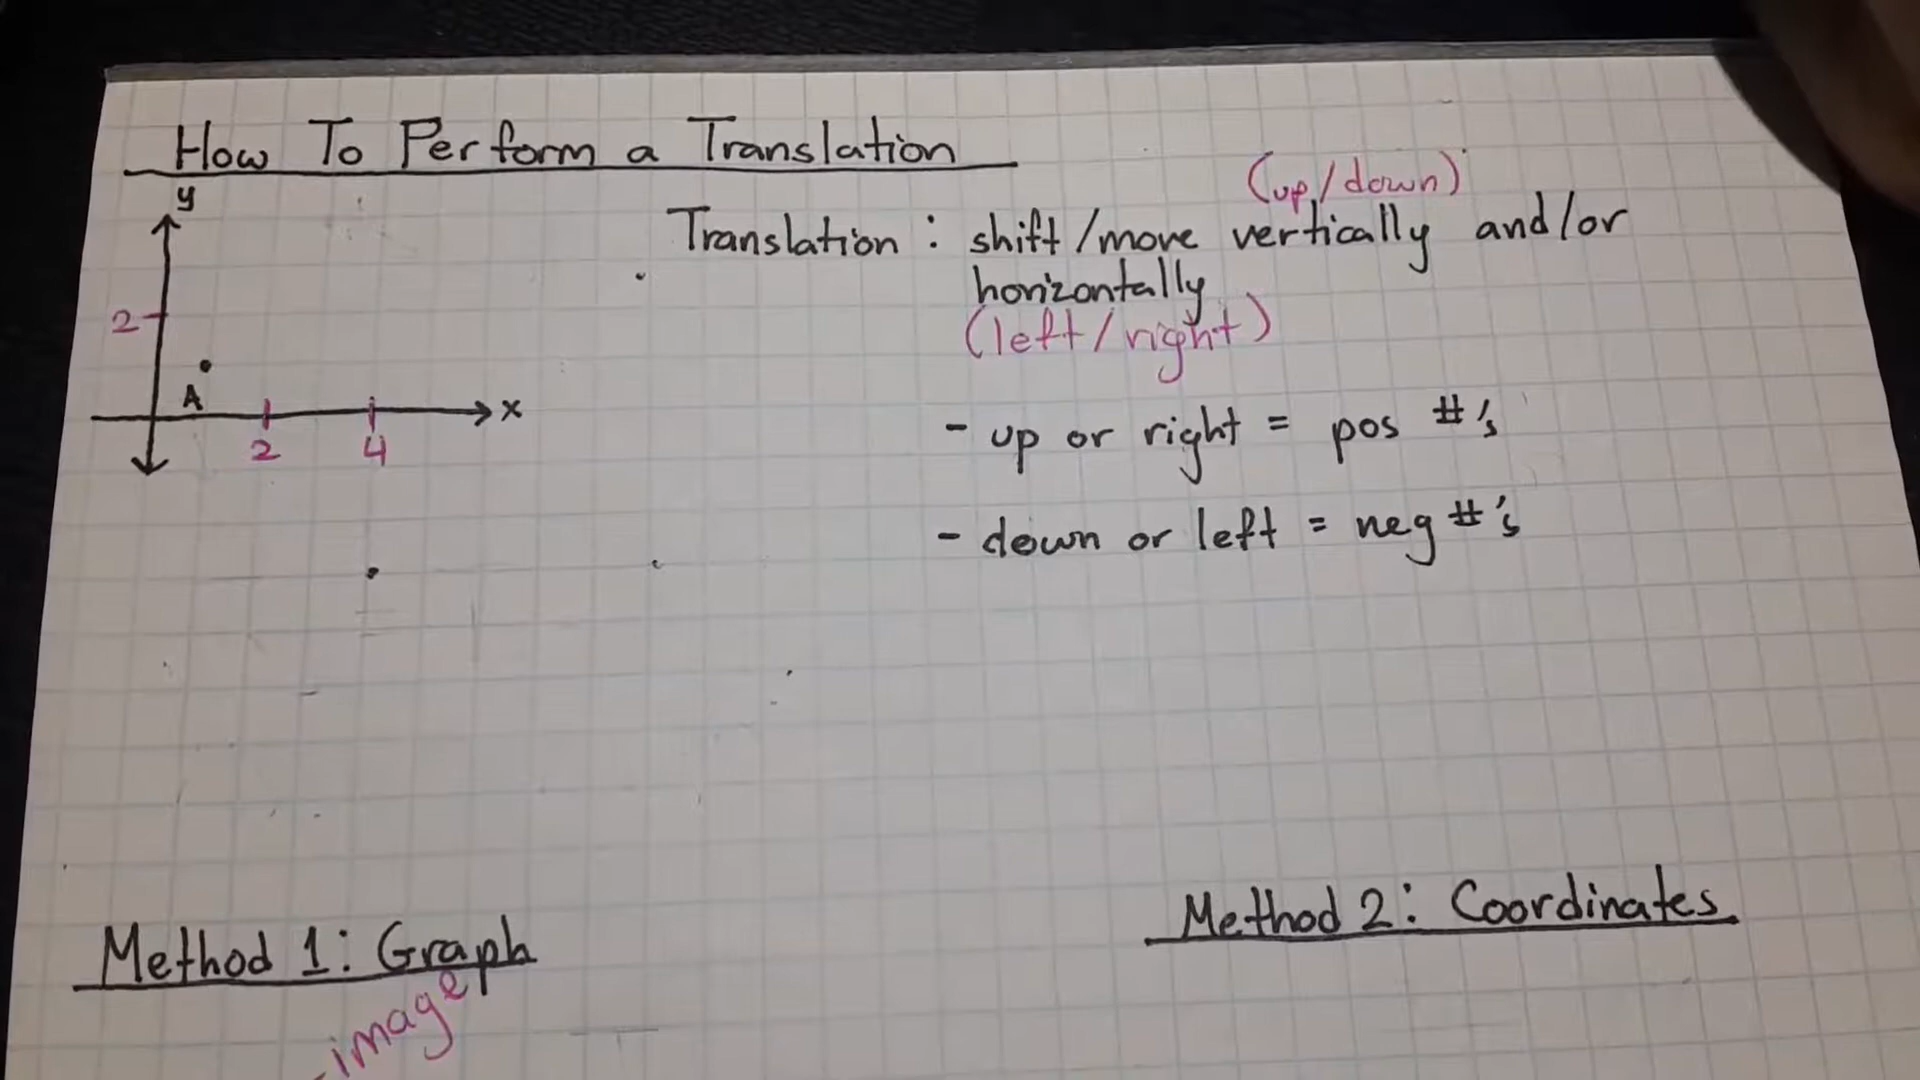 How To Perform a Translation
y
2
A
x
2 4
(up/down)
Translation: shift/move vertically and/or
horizontally
(left/right)
- up or right = pos #'s
- down or left = neg #'s
Method 1: Graph
image
Method 2: Coordinates